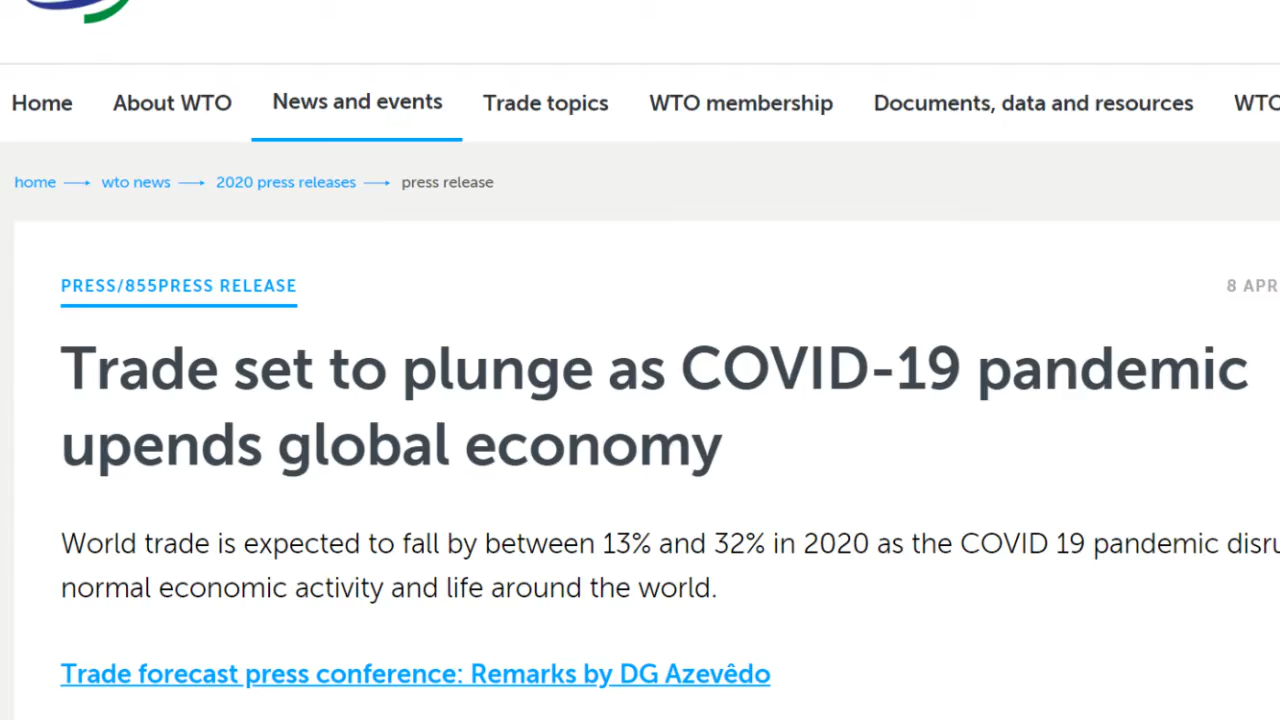 Home About WTO News and events Trade topics WTO membership Documents, data and resources WTO
home wto news 2020 press releases press release
PRESS/855PRESS RELEASE 8 APR
Trade set to plunge as COVID-19 pandemic
upends global economy
World trade is expected to fall by between 13% and 32% in 2020 as the COVID 19 pandemic disru
normal economic activity and life around the world.
Trade forecast press conference: Remarks by DG Azevêdo